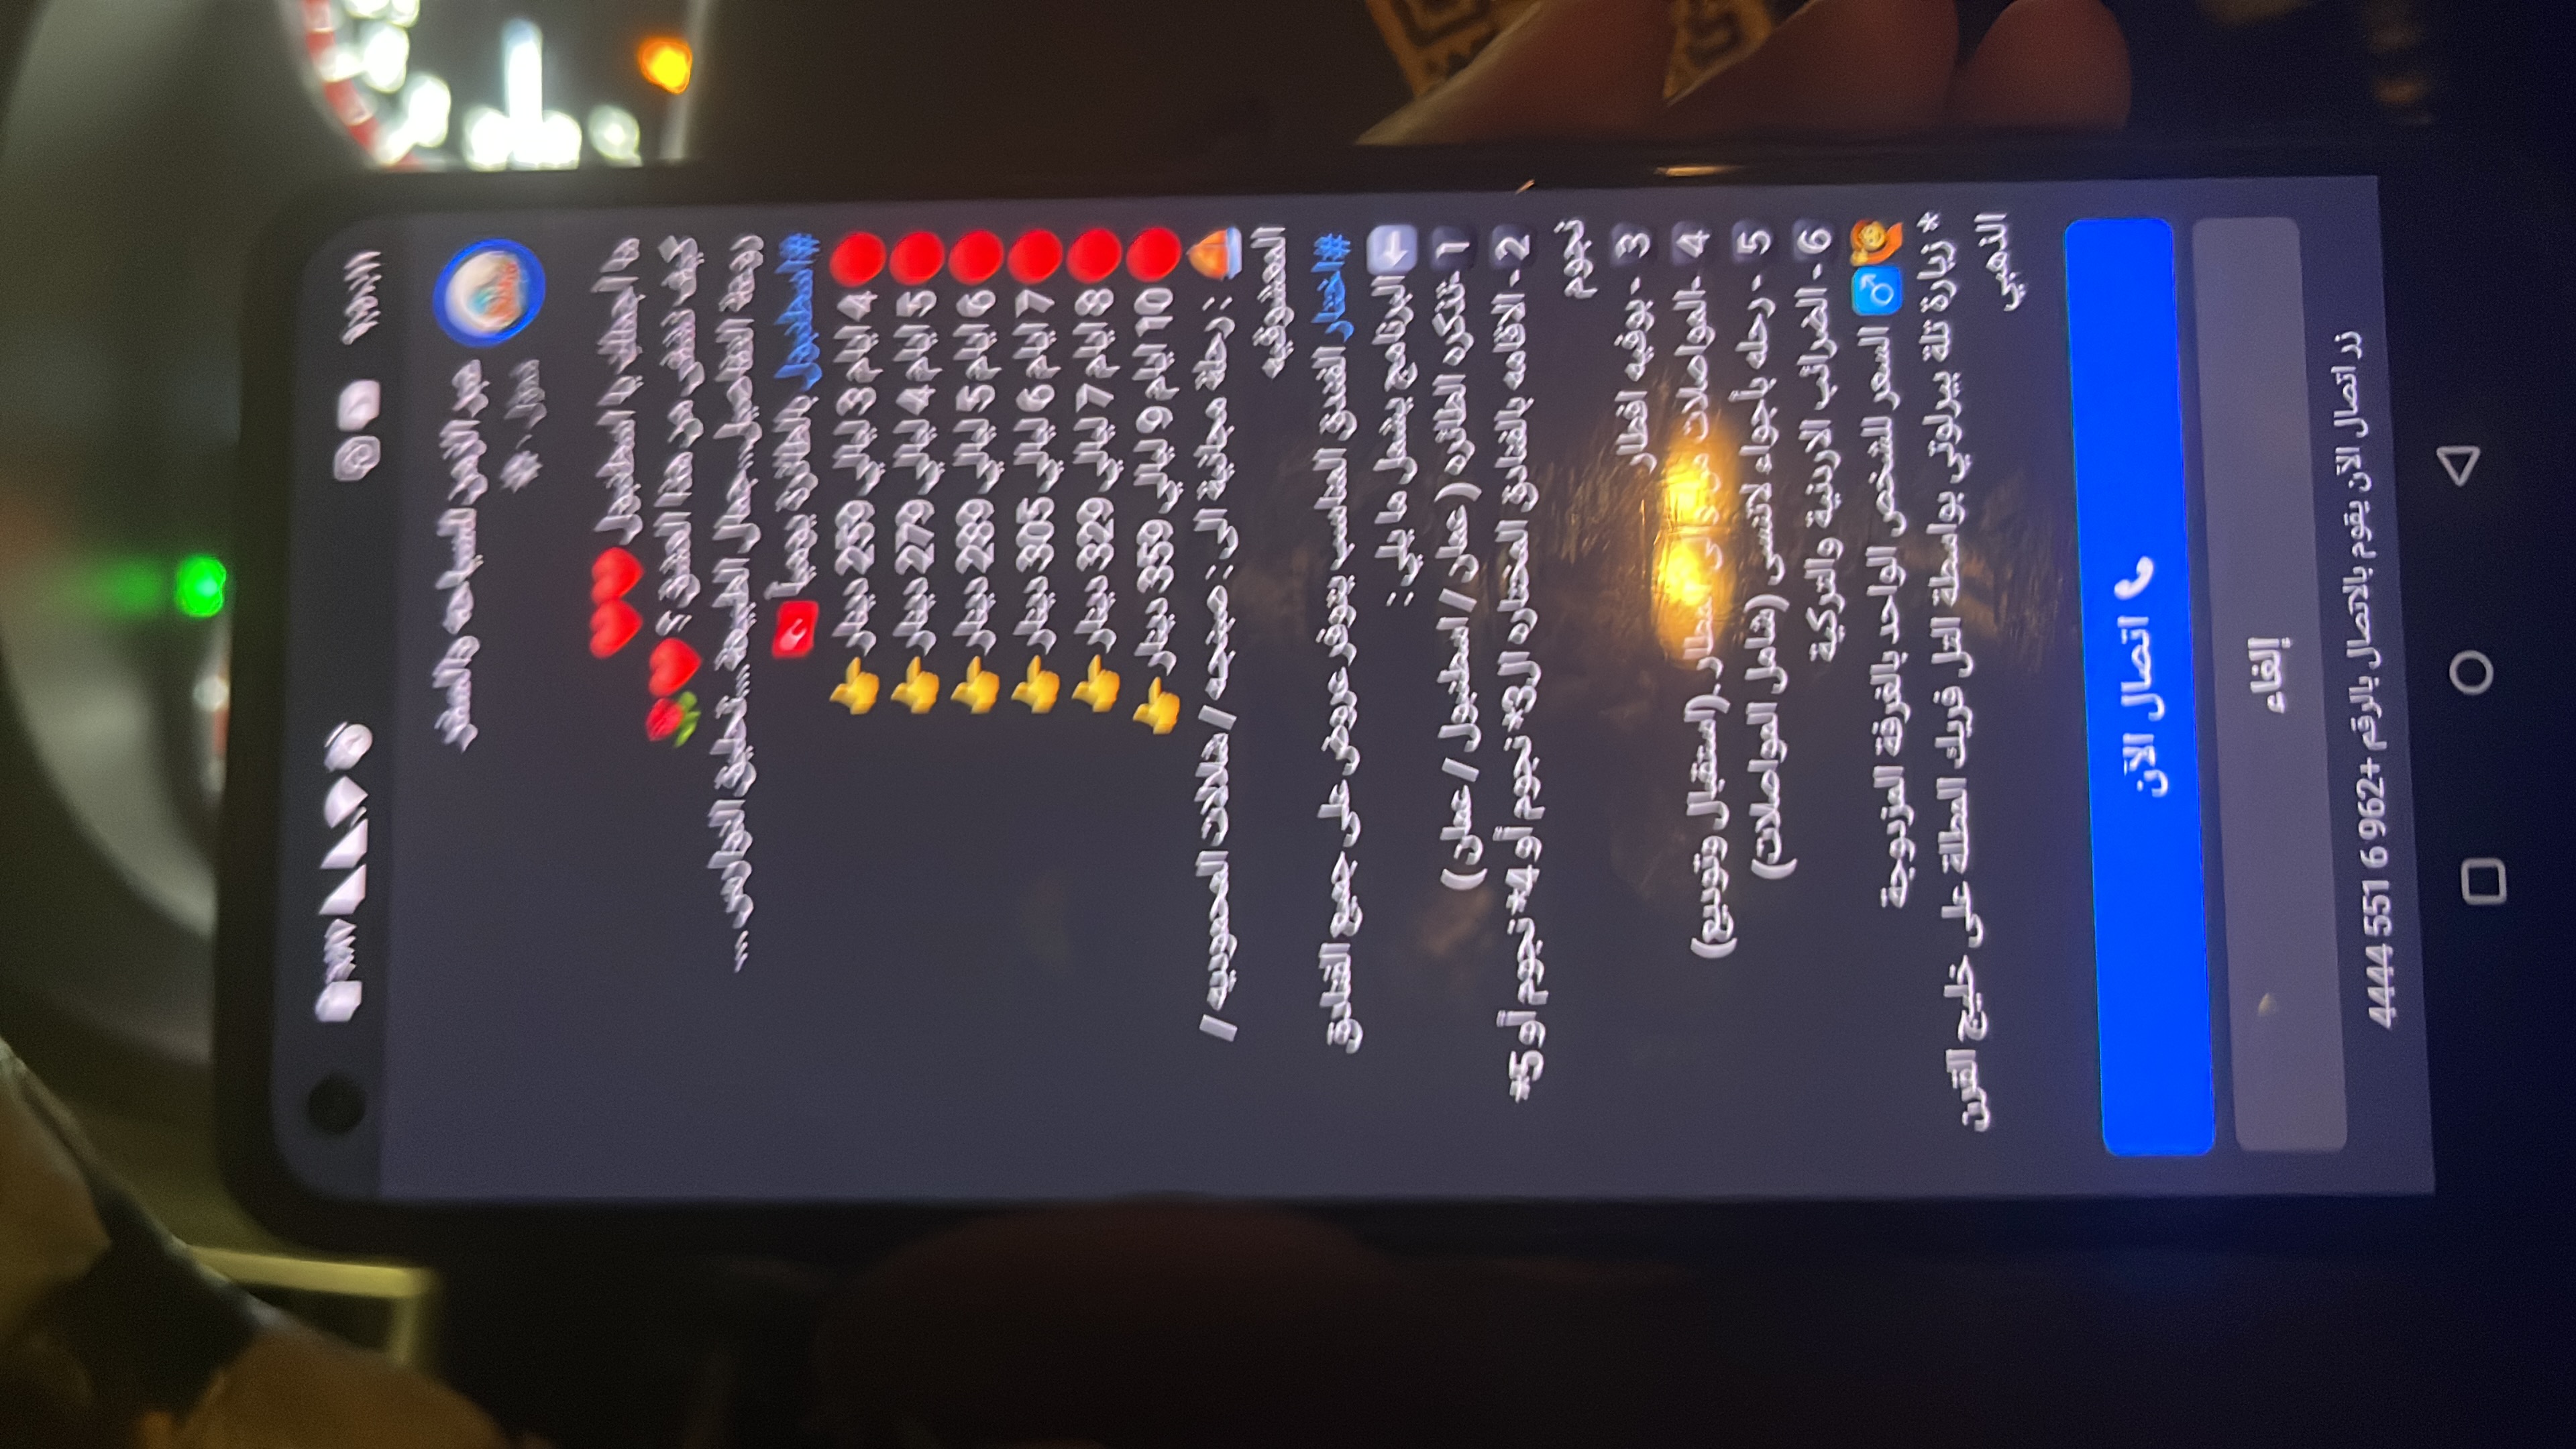 عبر الأردن للسياحه والسفر
مُموَّل ·
ما أجملك يا اسطنبول
كيف نشفى من هذا العشق ؟
روعة التفاصيل...جمال الطبيعة...تحليق النوارس ...
#اسطنبول بالطائرة يومياً
4 ايام 3 ليالي 259 دينار
5 ايام 4 ليالي 279 دينار
6 ايام 5 ليالي 289 دينار
7 ايام 6 ليالي 305 دينار
8 ايام 7 ليالي 329 دينار
10 ايام 9 ليالي 359 دينار
: رحلة مجانية الى : صبنجه / شلالات المحموديه /
المعشوقيه
#اختار الفندق المناسب يتوفر عروض على جميع الفنادق
البرنامج يشمل ما يلي :
1 -تذكره الطائره ( عمان / اسطنبول / عمان )
2 - الاقامه بالفنادق المختاره ال3* نجوم أو 4* نجوم أو 5*
نجوم
3 - بوفيه افطار
4 -المواصلات من و إلى المطار .(استقبال وتوديع)
5 - رحله بأجواء لاتنسى (شامل المواصلات)
6 - الضرائب الاردنية والتركية
السعر للشخص الواحد بالغرفة المزدوجة
* زيارة تلة بيرلوتي بواسطة التل فريك المطلة على خليج القرن
الذهبي
اتصال الآن
إلغاء
زر اتصال الآن يقوم بالاتصال بالرقم +962 6 551 4444